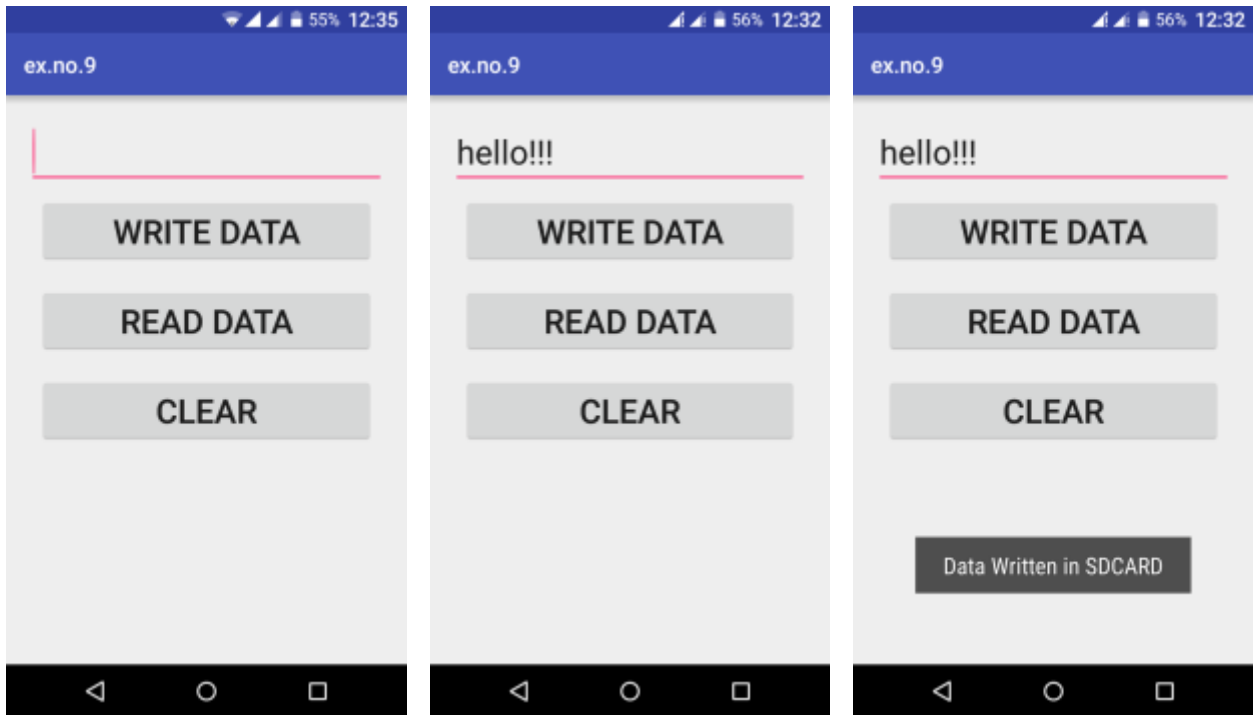 55% 12:35
ex.no.9
WRITE DATA
READ DATA
CLEAR
56% 12:32
ex.no.9
hello!!!
WRITE DATA
READ DATA
CLEAR
56% 12:32
ex.no.9
hello!!!
WRITE DATA
READ DATA
CLEAR
Data Written in SDCARD